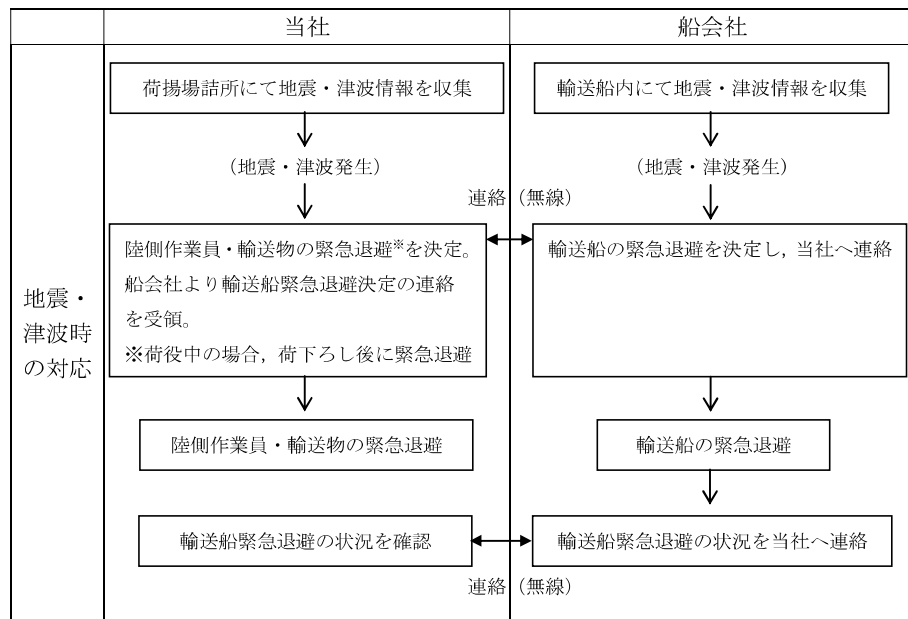 当社
船会社
地震・
津波時
の対応
荷揚場詰所にて地震・津波情報を収集
輸送船内にて地震・津波情報を収集
(地震・津波発生)
(地震・津波発生)
連絡(無線)
陸側作業員・輸送物の緊急退避※を決定。
船会社より輸送船緊急退避決定の連絡
を受領。
※荷役中の場合,荷下ろし後に緊急退避
輸送船の緊急退避を決定し,当社へ連絡
陸側作業員・輸送物の緊急退避
輸送船の緊急退避
輸送船緊急退避の状況を確認
輸送船緊急退避の状況を当社へ連絡
連絡(無線)